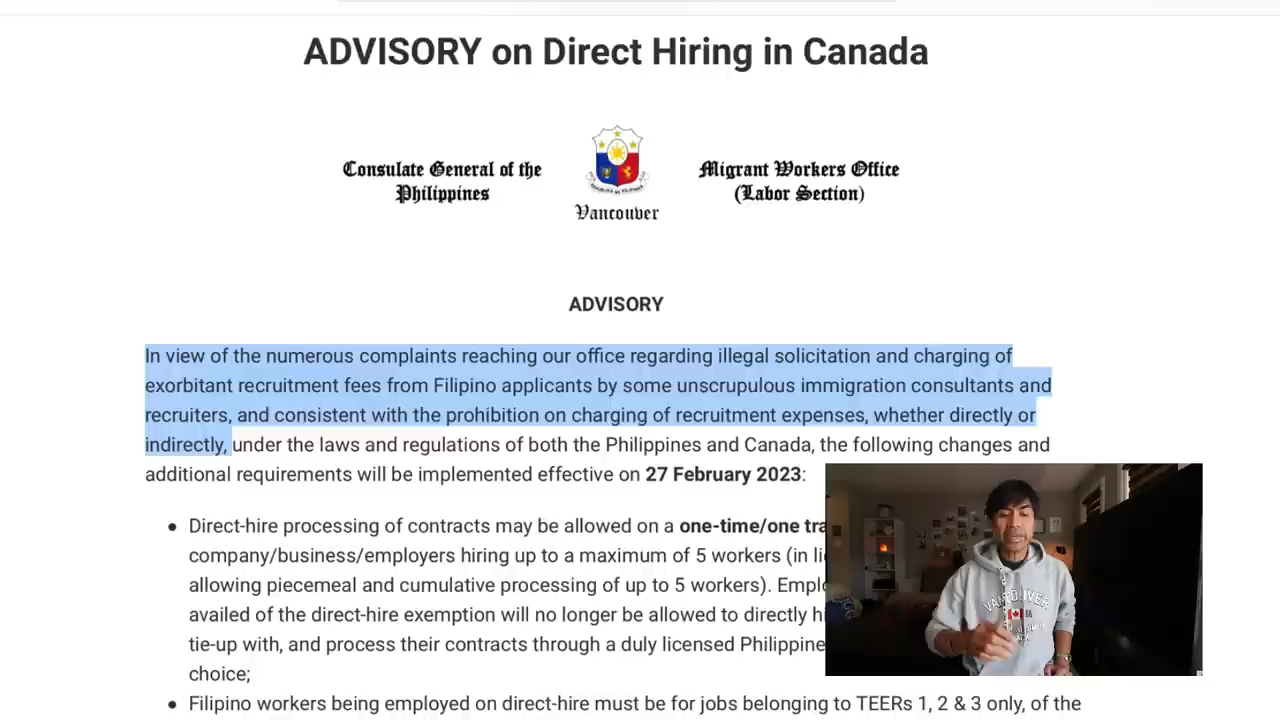 ADVISORY on Direct Hiring in Canada
Consulate General of the
Philippines
Vancouver
Migrant Workers Office
(Labor Section)
ADVISORY
In view of the numerous complaints reaching our office regarding illegal solicitation and charging of
exorbitant recruitment fees from Filipino applicants by some unscrupulous immigration consultants and
recruiters, and consistent with the prohibition on charging of recruitment expenses, whether directly or
indirectly, under the laws and regulations of both the Philippines and Canada, the following changes and
additional requirements will be implemented effective on 27 February 2023:
• Direct-hire processing of contracts may be allowed on a one-time/one tra
company/business/employers hiring up to a maximum of 5 workers (in li
allowing piecemeal and cumulative processing of up to 5 workers). Emplo
availed of the direct-hire exemption will no longer be allowed to directly hi
tie-up with, and process their contracts through a duly licensed Philippine
choice;
• Filipino workers being employed on direct-hire must be for jobs belonging to TEERs 1, 2 & 3 only, of the
VANCOUVER